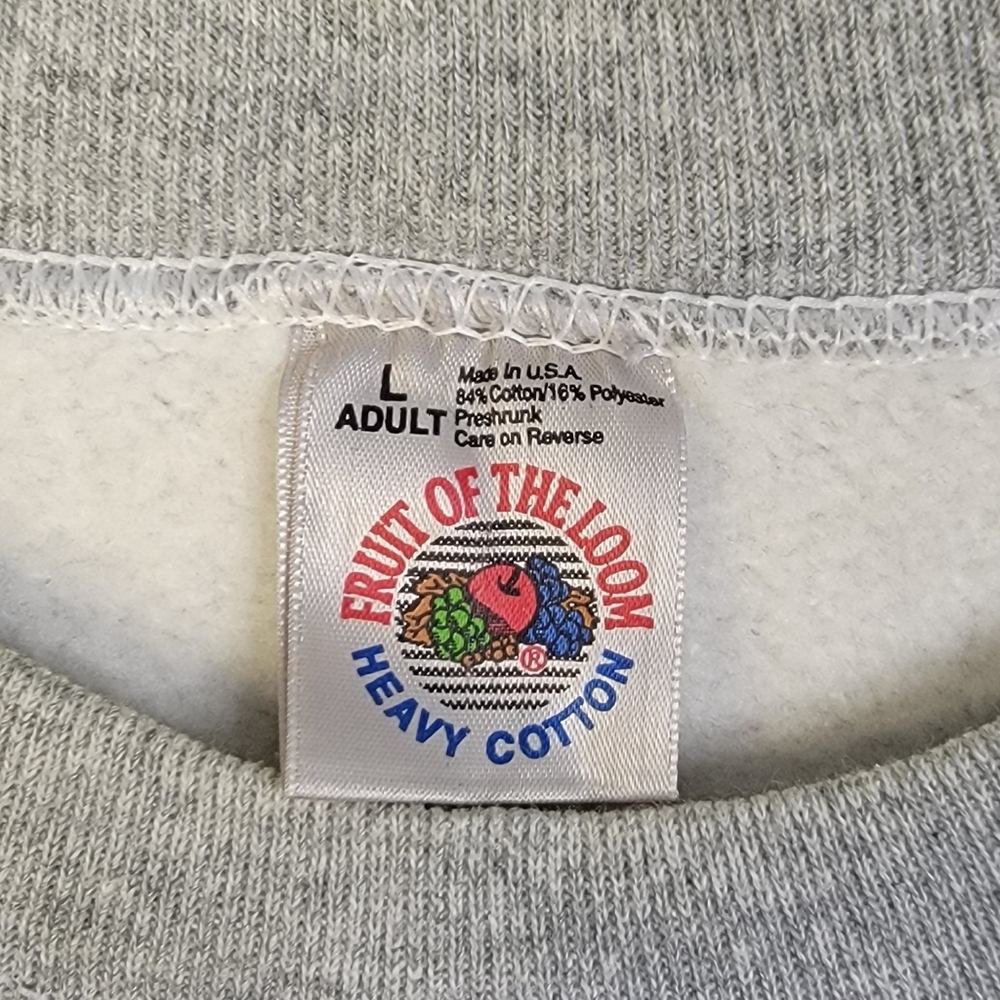 L
ADULT
Made In U.S.A.
84% Cotton/16% Polyester
Preshrunk
Care on Reverse
FRUIT OF THE LOOM
®
HEAVY COTTON